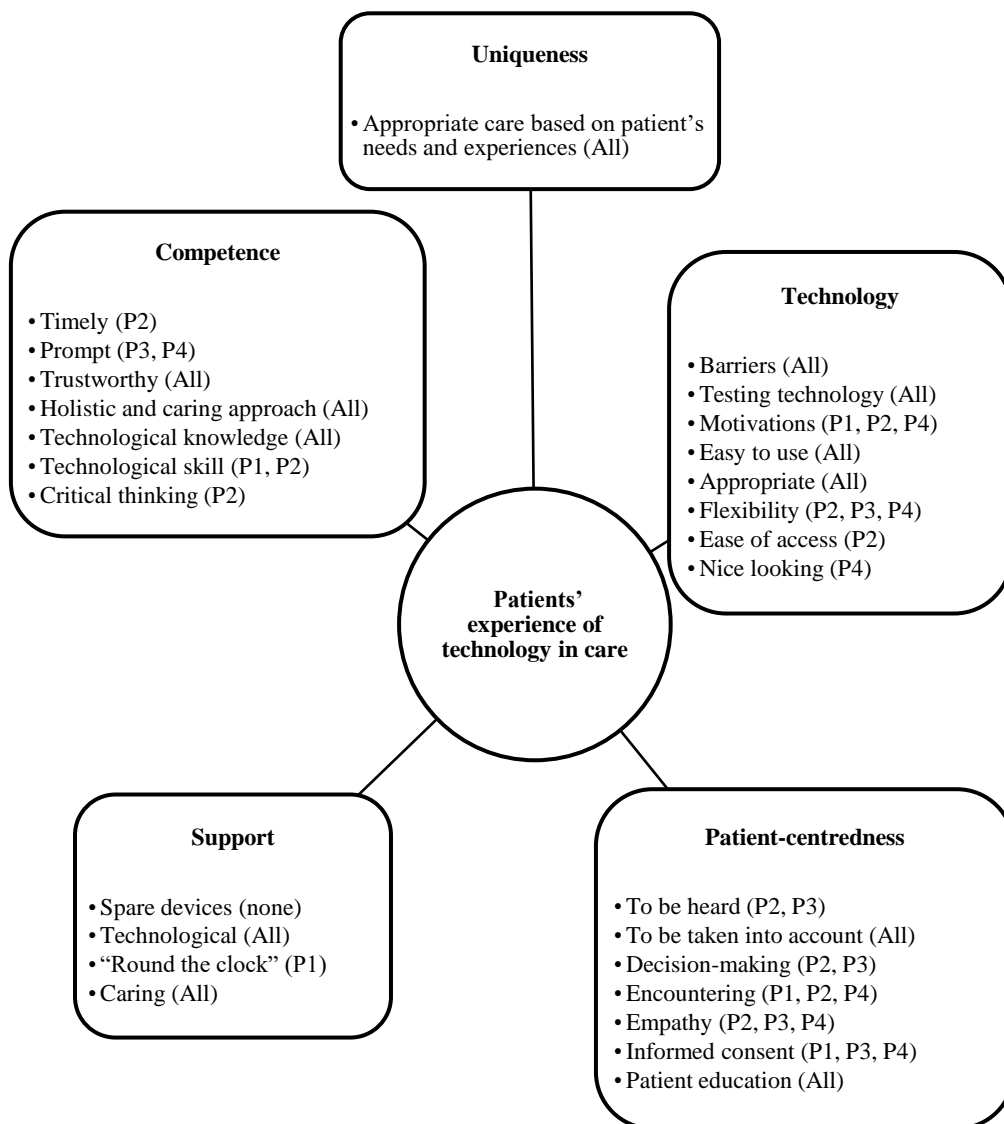 Uniqueness
• Appropriate care based on patient’s
needs and experiences (All)
Competence
• Timely (P2)
• Prompt (P3, P4)
• Trustworthy (All)
• Holistic and caring approach (All)
• Technological knowledge (All)
• Technological skill (P1, P2)
• Critical thinking (P2)
Technology
• Barriers (All)
• Testing technology (All)
• Motivations (P1, P2, P4)
• Easy to use (All)
• Appropriate (All)
• Flexibility (P2, P3, P4)
• Ease of access (P2)
• Nice looking (P4)
Patients’
experience of
technology in care
Support
• Spare devices (none)
• Technological (All)
• “Round the clock” (P1)
• Caring (All)
Patient-centredness
• To be heard (P2, P3)
• To be taken into account (All)
• Decision-making (P2, P3)
• Encountering (P1, P2, P4)
• Empathy (P2, P3, P4)
• Informed consent (P1, P3, P4)
• Patient education (All)